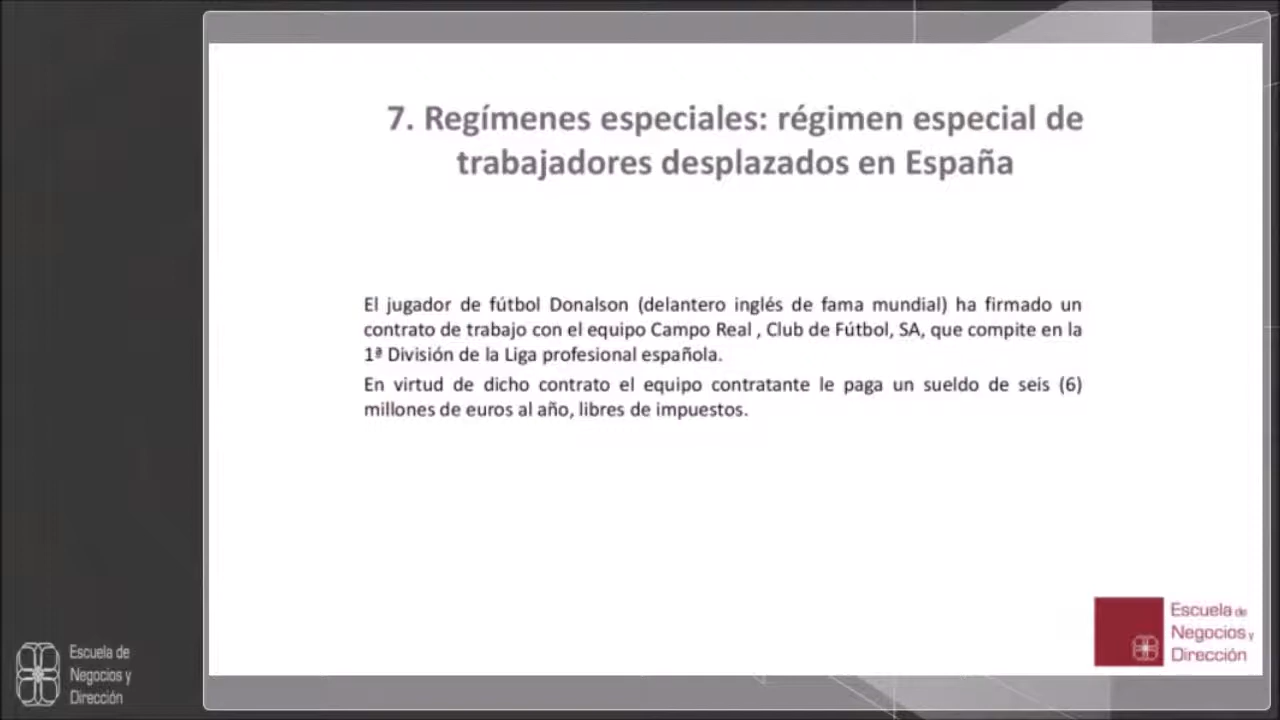 7. Regímenes especiales: régimen especial de
trabajadores desplazados en España
El jugador de fútbol Donalson (delantero inglés de fama mundial) ha firmado un
contrato de trabajo con el equipo Campo Real , Club de Fútbol, SA, que compite en la
1ª División de la Liga profesional española.
En virtud de dicho contrato el equipo contratante le paga un sueldo de seis (6)
millones de euros al año, libres de impuestos.
Escuela de
Negocios y
Dirección
Escuela de
Negocios y
Dirección